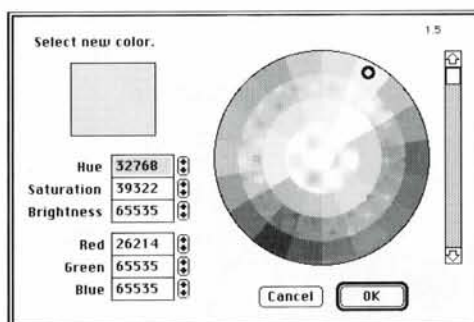 1.5
Select new color.
Hue 32768
Saturation 39322
Brightness 65535
Red 26214
Green 65535
Blue 65535
Cancel OK